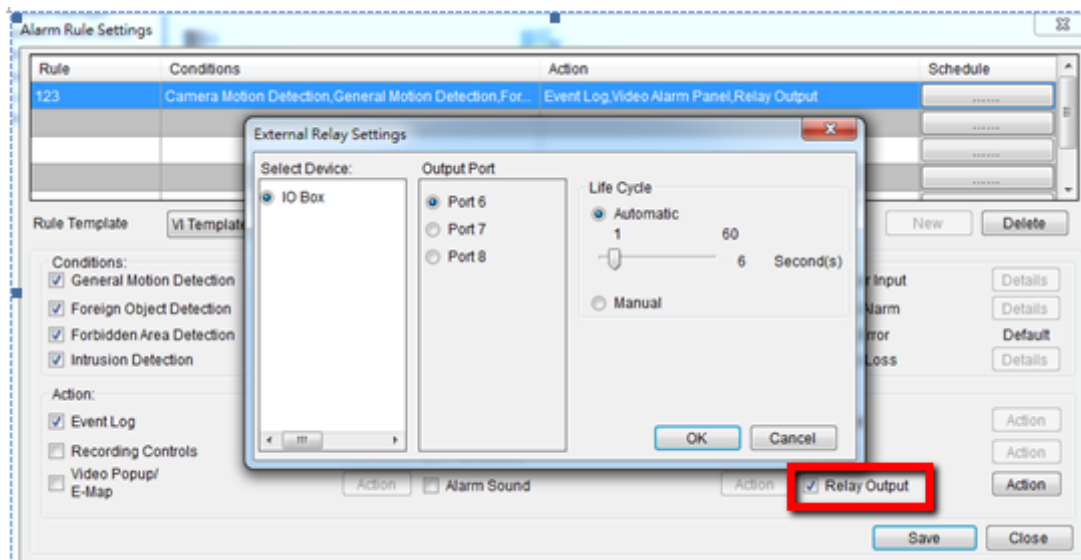 Alarm Rule Settings
Rule Conditions Action Schedule
123 Camera Motion Detection,General Motion Detection,For... Event Log,Video Alarm Panel,Relay Output .......
.......
.......
.......
External Relay Settings
Select Device: Output Port
IO Box
Port 6
Port 7
Port 8
Life Cycle
Automatic
1 60
6 Second(s)
Manual
OK Cancel
Rule Template VI Template New Delete
Conditions:
General Motion Detection Input Details
Foreign Object Detection Details
Forbidden Area Detection Default
Intrusion Detection Loss Details
Action:
Event Log Action
Recording Controls Action
Video Popup/
E-Map Action Alarm Sound Action Relay Output Action
Save Close